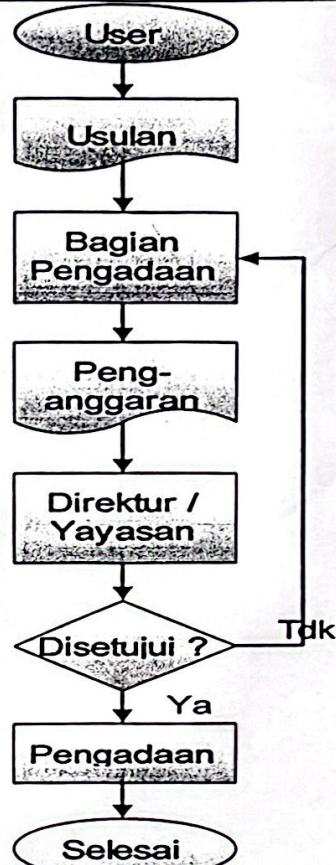 User
Usulan
Bagian
Pengadaan
Peng-
anggaran
Direktur /
Yayasan
Disetujui ?
Tdk
Ya
Pengadaan
Selesai